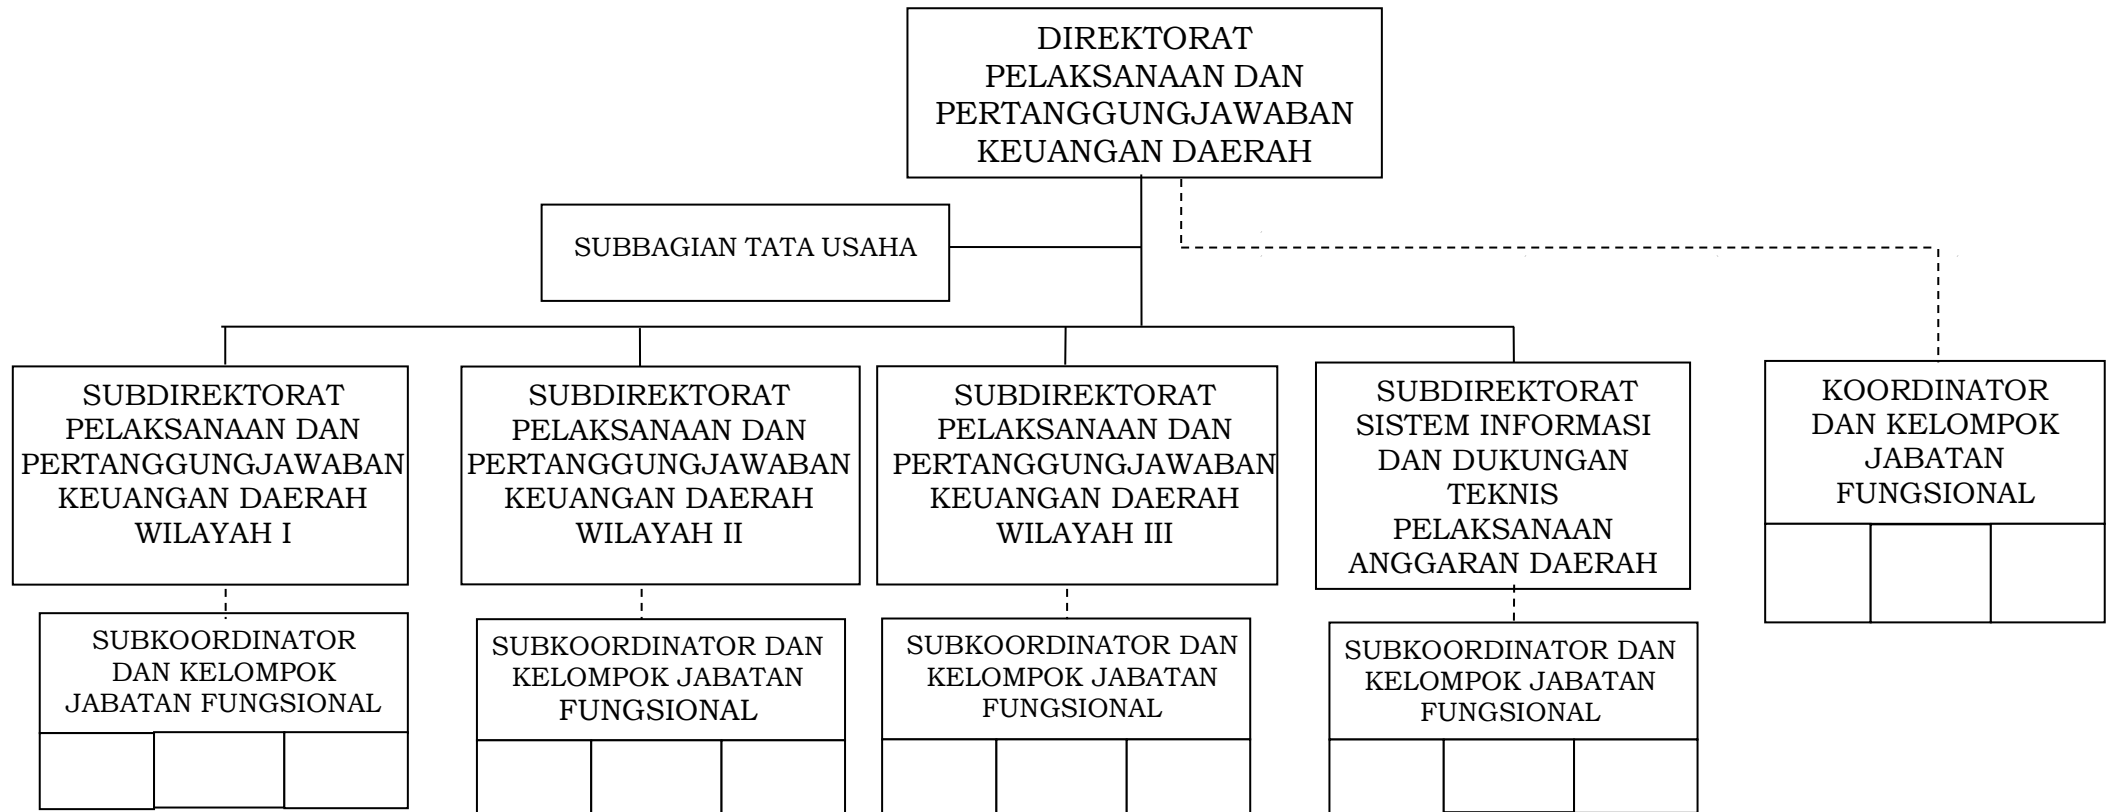 DIREKTORAT
PELAKSANAAN DAN
PERTANGGUNGJAWABAN
KEUANGAN DAERAH
SUBBAGIAN TATA USAHA
SUBDIREKTORAT
PELAKSANAAN DAN
PERTANGGUNGJAWABAN
KEUANGAN DAERAH
WILAYAH I
SUBDIREKTORAT
PELAKSANAAN DAN
PERTANGGUNGJAWABAN
KEUANGAN DAERAH
WILAYAH II
SUBDIREKTORAT
PELAKSANAAN DAN
PERTANGGUNGJAWABAN
KEUANGAN DAERAH
WILAYAH III
SUBDIREKTORAT
SISTEM INFORMASI
DAN DUKUNGAN
TEKNIS
PELAKSANAAN
ANGGARAN DAERAH
KOORDINATOR
DAN KELOMPOK
JABATAN
FUNGSIONAL
SUBKOORDINATOR
DAN KELOMPOK
JABATAN FUNGSIONAL
SUBKOORDINATOR DAN
KELOMPOK JABATAN
FUNGSIONAL
SUBKOORDINATOR DAN
KELOMPOK JABATAN
FUNGSIONAL
SUBKOORDINATOR DAN
KELOMPOK JABATAN
FUNGSIONAL